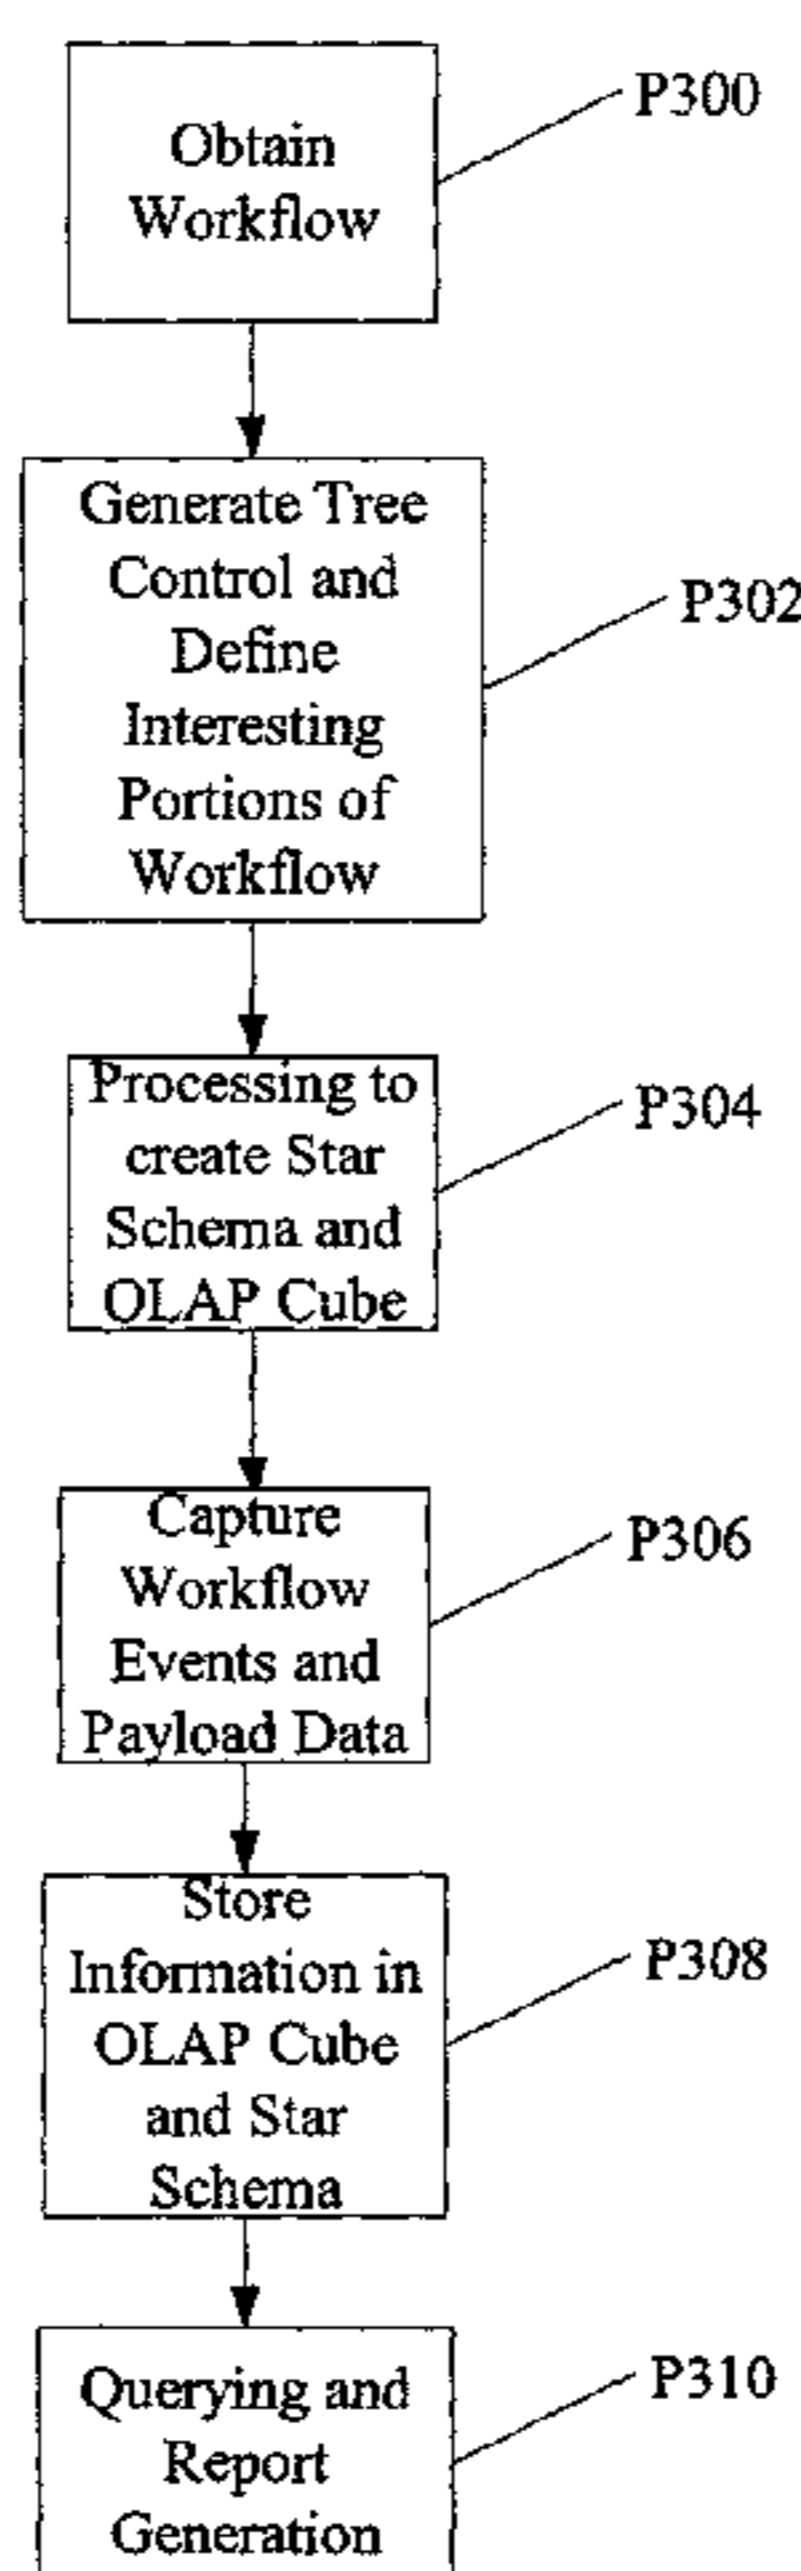 Obtain
Workflow
P300
Generate Tree
Control and
Define
Interesting
Portions of
Workflow
P302
Processing to
create Star
Schema and
OLAP Cube
P304
Capture
Workflow
Events and
Payload Data
P306
Store
Information in
OLAP Cube
and Star
Schema
P308
Querying and
Report
Generation
P310